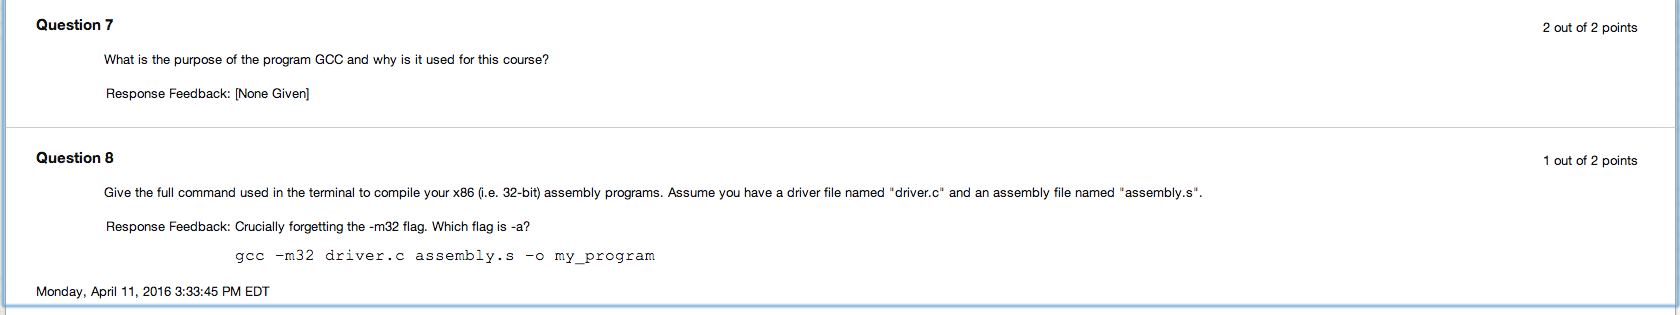 Question 7
2 out of 2 points
What is the purpose of the program GCC and why is it used for this course?
Response Feedback: [None Given]
Question 8
1 out of 2 points
Give the full command used in the terminal to compile your x86 (i.e. 32-bit) assembly programs. Assume you have a driver file named "driver.c" and an assembly file named "assembly.s".
Response Feedback: Crucially forgetting the -m32 flag. Which flag is -a?
gcc -m32 driver.c assembly.s -o my_program
Monday, April 11, 2016 3:33:45 PM EDT